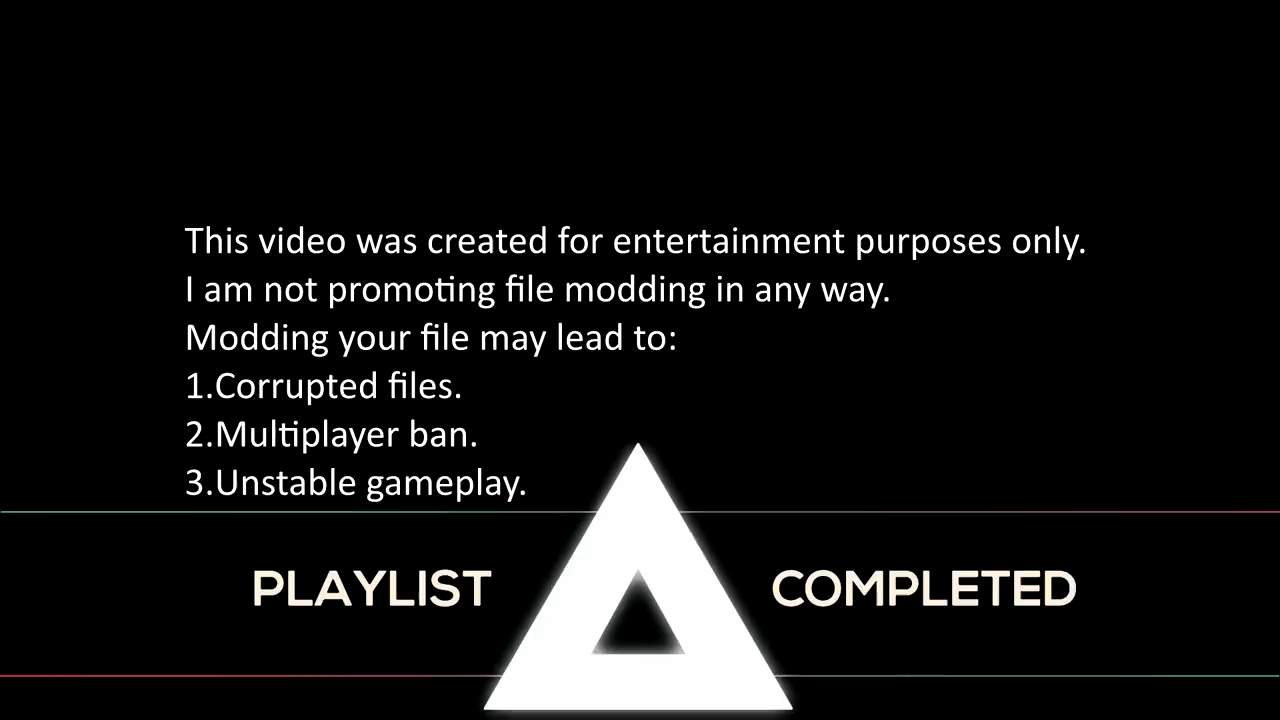 This video was created for entertainment purposes only.
I am not promoting file modding in any way.
Modding your file may lead to:
1.Corrupted files.
2.Multiplayer ban.
3.Unstable gameplay.
PLAYLIST COMPLETED